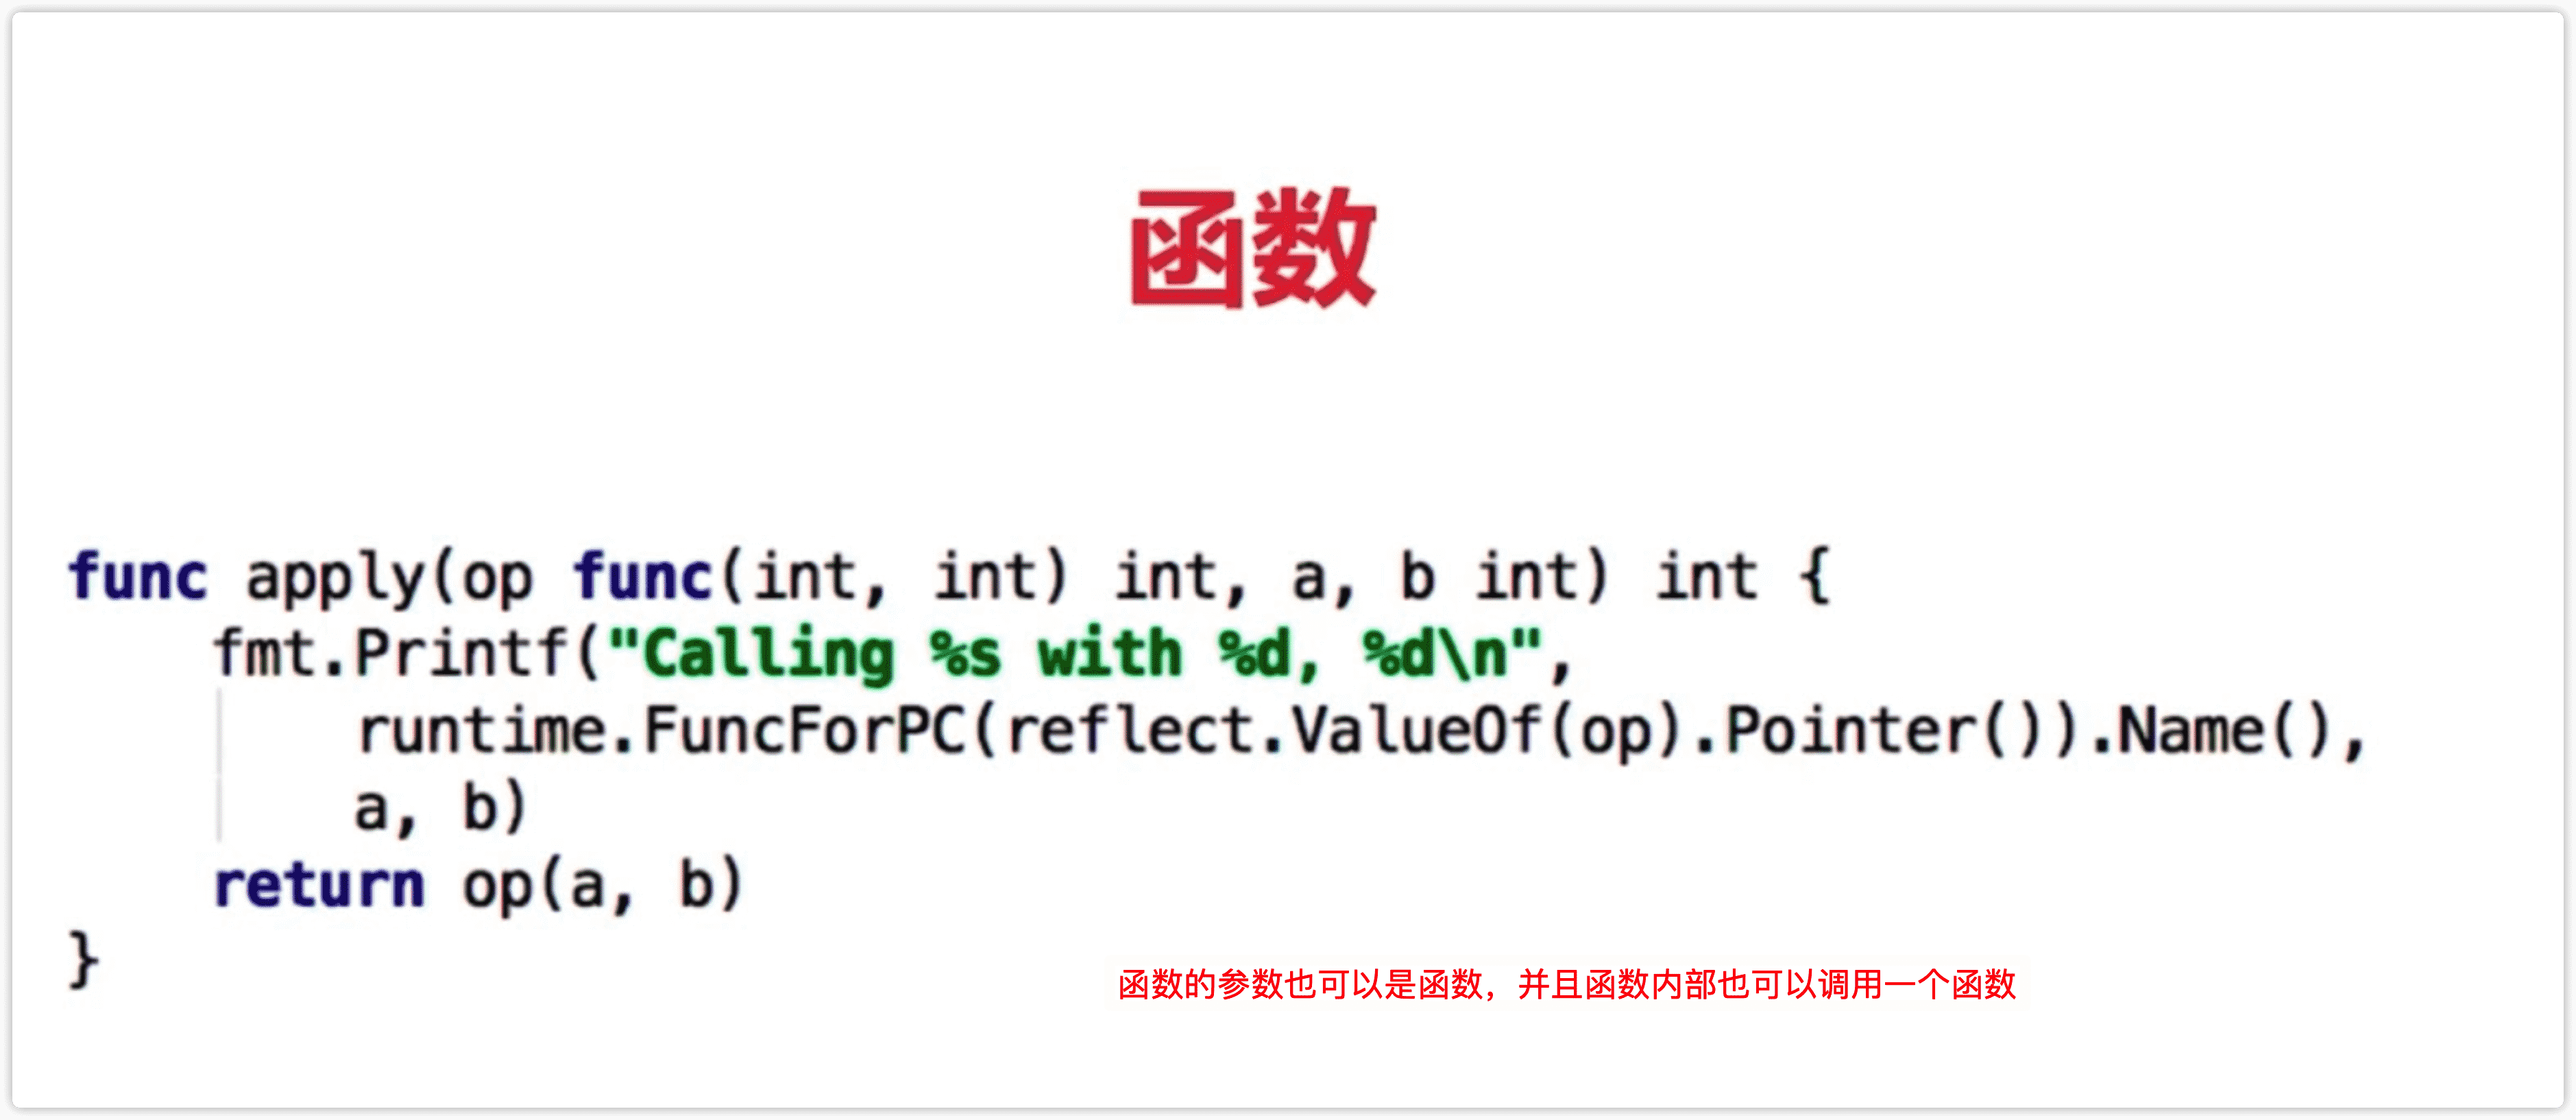 函数
func apply(op func(int, int) int, a, b int) int {
    fmt.Printf("Calling %s with %d, %d\n",
        runtime.FuncForPC(reflect.ValueOf(op).Pointer()).Name(),
        a, b)
    return op(a, b)
}
函数的参数也可以是函数，并且函数内部也可以调用一个函数